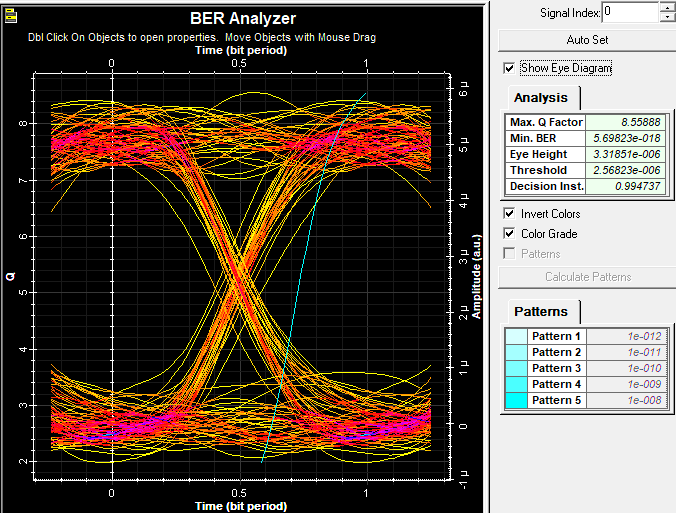 BER Analyzer
Dbl Click On Objects to open properties. Move Objects with Mouse Drag
Time (bit period)
0 0.5 1
Q
8
7
6
5
4
3
2
6 µ
5 µ
4 µ
3 µ
2 µ
1 µ
0
-1 µ
Amplitude (a.u.)
0 0.5 1
Time (bit period)
Signal Index: 0
Auto Set
Show Eye Diagram
Analysis
Max. Q Factor 8.55888
Min. BER 5.69823e-018
Eye Height 3.31851e-006
Threshold 2.56823e-006
Decision Inst. 0.994737
Invert Colors
Color Grade
Patterns
Calculate Patterns
Patterns
Pattern 1 1e-012
Pattern 2 1e-011
Pattern 3 1e-010
Pattern 4 1e-009
Pattern 5 1e-008